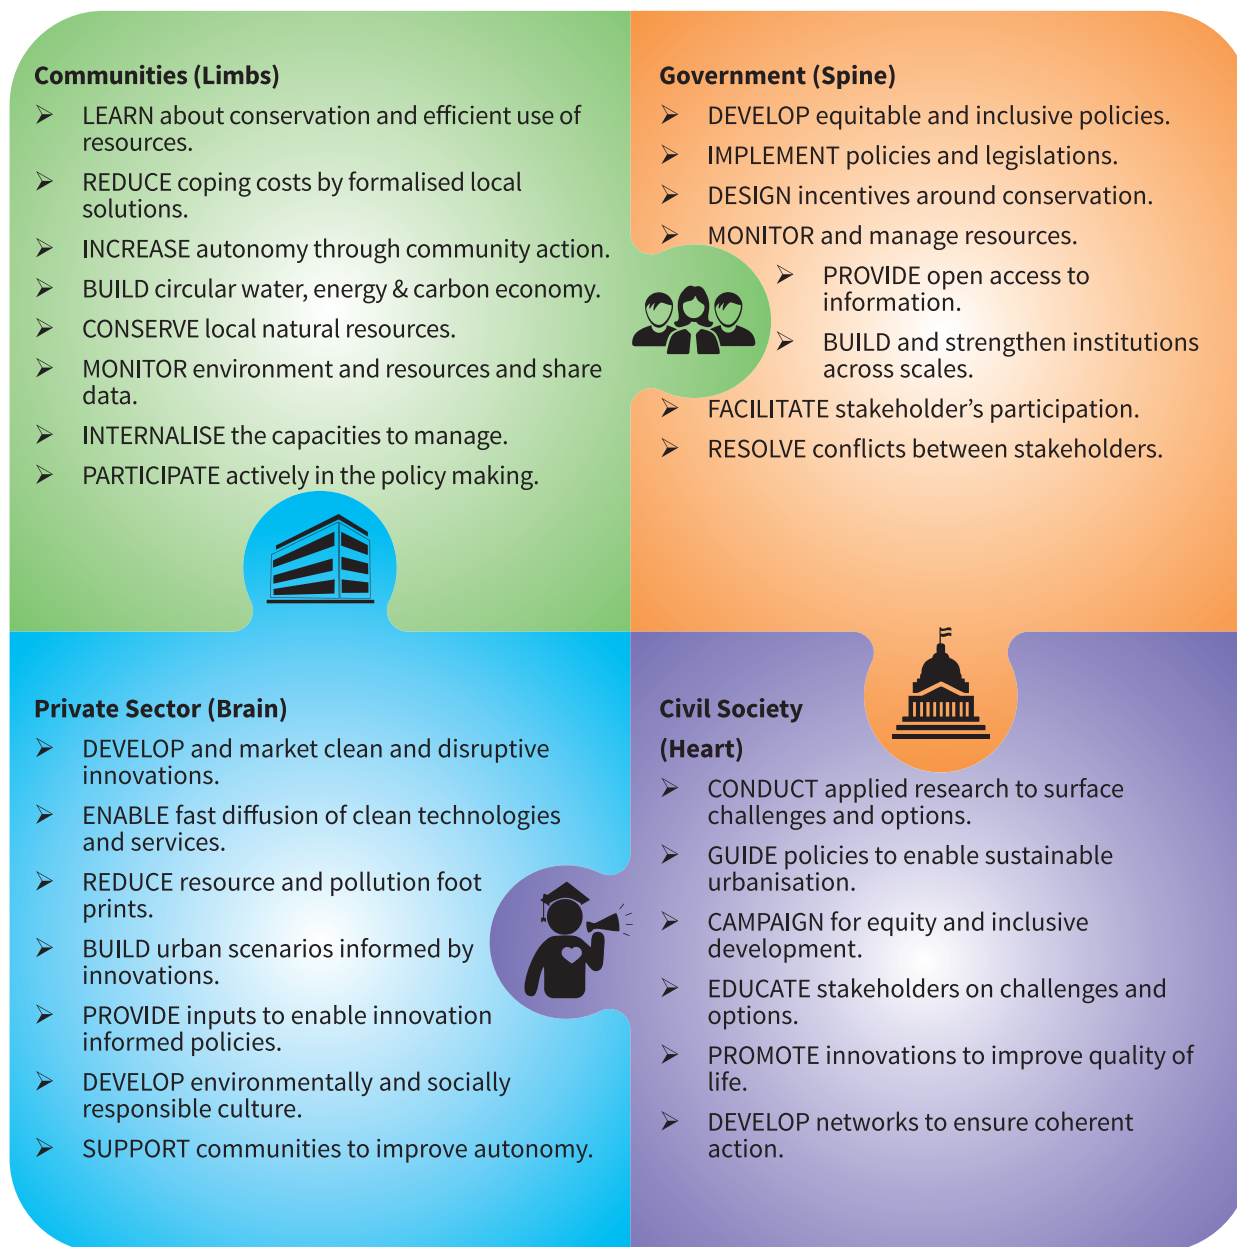 Communities (Limbs)
➢ LEARN about conservation and efficient use of
resources.
➢ REDUCE coping costs by formalised local
solutions.
➢ INCREASE autonomy through community action.
➢ BUILD circular water, energy & carbon economy.
➢ CONSERVE local natural resources.
➢ MONITOR environment and resources and share
data.
➢ INTERNALISE the capacities to manage.
➢ PARTICIPATE actively in the policy making.
Government (Spine)
➢ DEVELOP equitable and inclusive policies.
➢ IMPLEMENT policies and legislations.
➢ DESIGN incentives around conservation.
➢ MONITOR and manage resources.
➢ PROVIDE open access to
information.
➢ BUILD and strengthen institutions
across scales.
➢ FACILITATE stakeholder’s participation.
➢ RESOLVE conflicts between stakeholders.
Private Sector (Brain)
➢ DEVELOP and market clean and disruptive
innovations.
➢ ENABLE fast diffusion of clean technologies
and services.
➢ REDUCE resource and pollution foot
prints.
➢ BUILD urban scenarios informed by
innovations.
➢ PROVIDE inputs to enable innovation
informed policies.
➢ DEVELOP environmentally and socially
responsible culture.
➢ SUPPORT communities to improve autonomy.
Civil Society
(Heart)
➢ CONDUCT applied research to surface
challenges and options.
➢ GUIDE policies to enable sustainable
urbanisation.
➢ CAMPAIGN for equity and inclusive
development.
➢ EDUCATE stakeholders on challenges and
options.
➢ PROMOTE innovations to improve quality of
life.
➢ DEVELOP networks to ensure coherent
action.